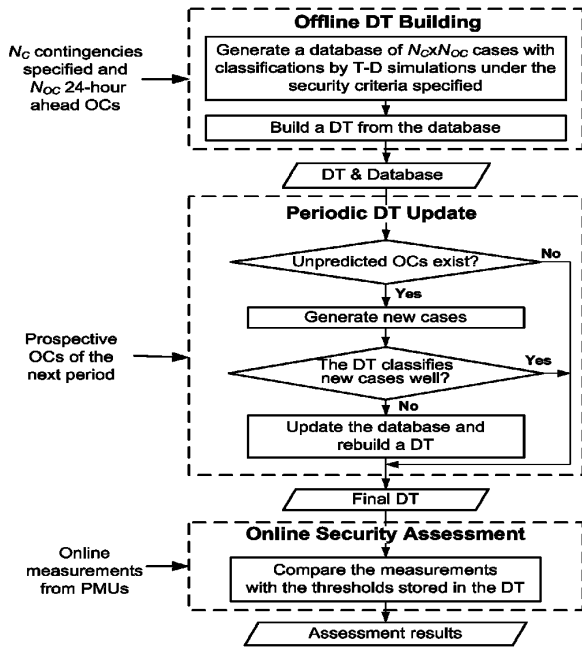 Offline DT Building
N_C contingencies
specified and
N_OC 24-hour
ahead OCs
Generate a database of N_CxN_OC cases with
classifications by T-D simulations under the
security criteria specified
Build a DT from the database
DT & Database
Periodic DT Update
Unpredicted OCs exist?
No
Yes
Generate new cases
Prospective
OCs of the
next period
The DT classifies
new cases well?
Yes
No
Update the database and
rebuild a DT
Final DT
Online Security Assessment
Online
measurements
from PMUs
Compare the measurements
with the thresholds stored in the DT
Assessment results